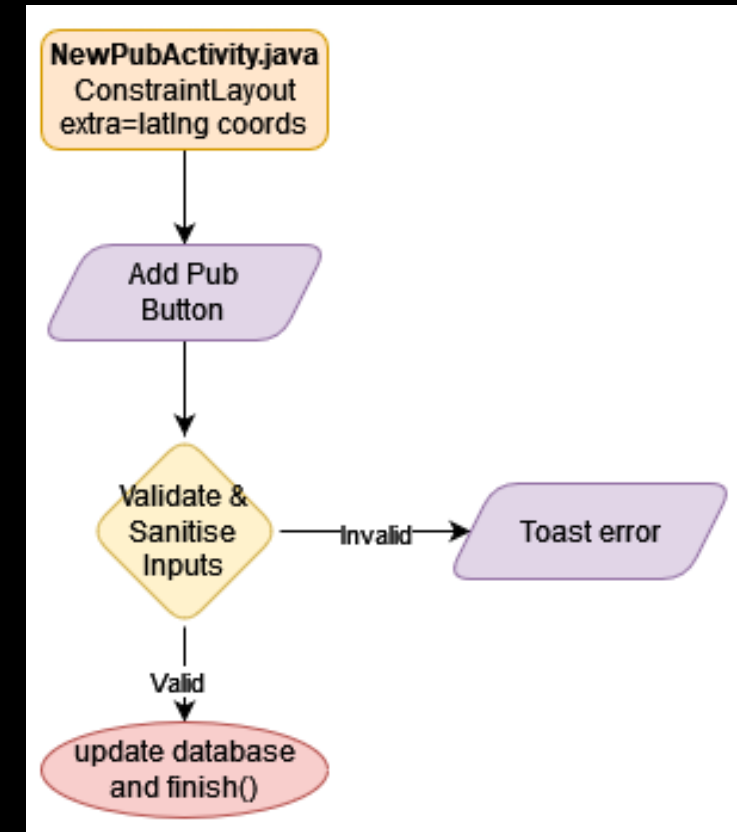 NewPubActivity.java
ConstraintLayout
extra=latlng coords
Add Pub
Button
Validate &
Sanitise
Inputs
Invalid
Toast error
Valid
update database
and finish()